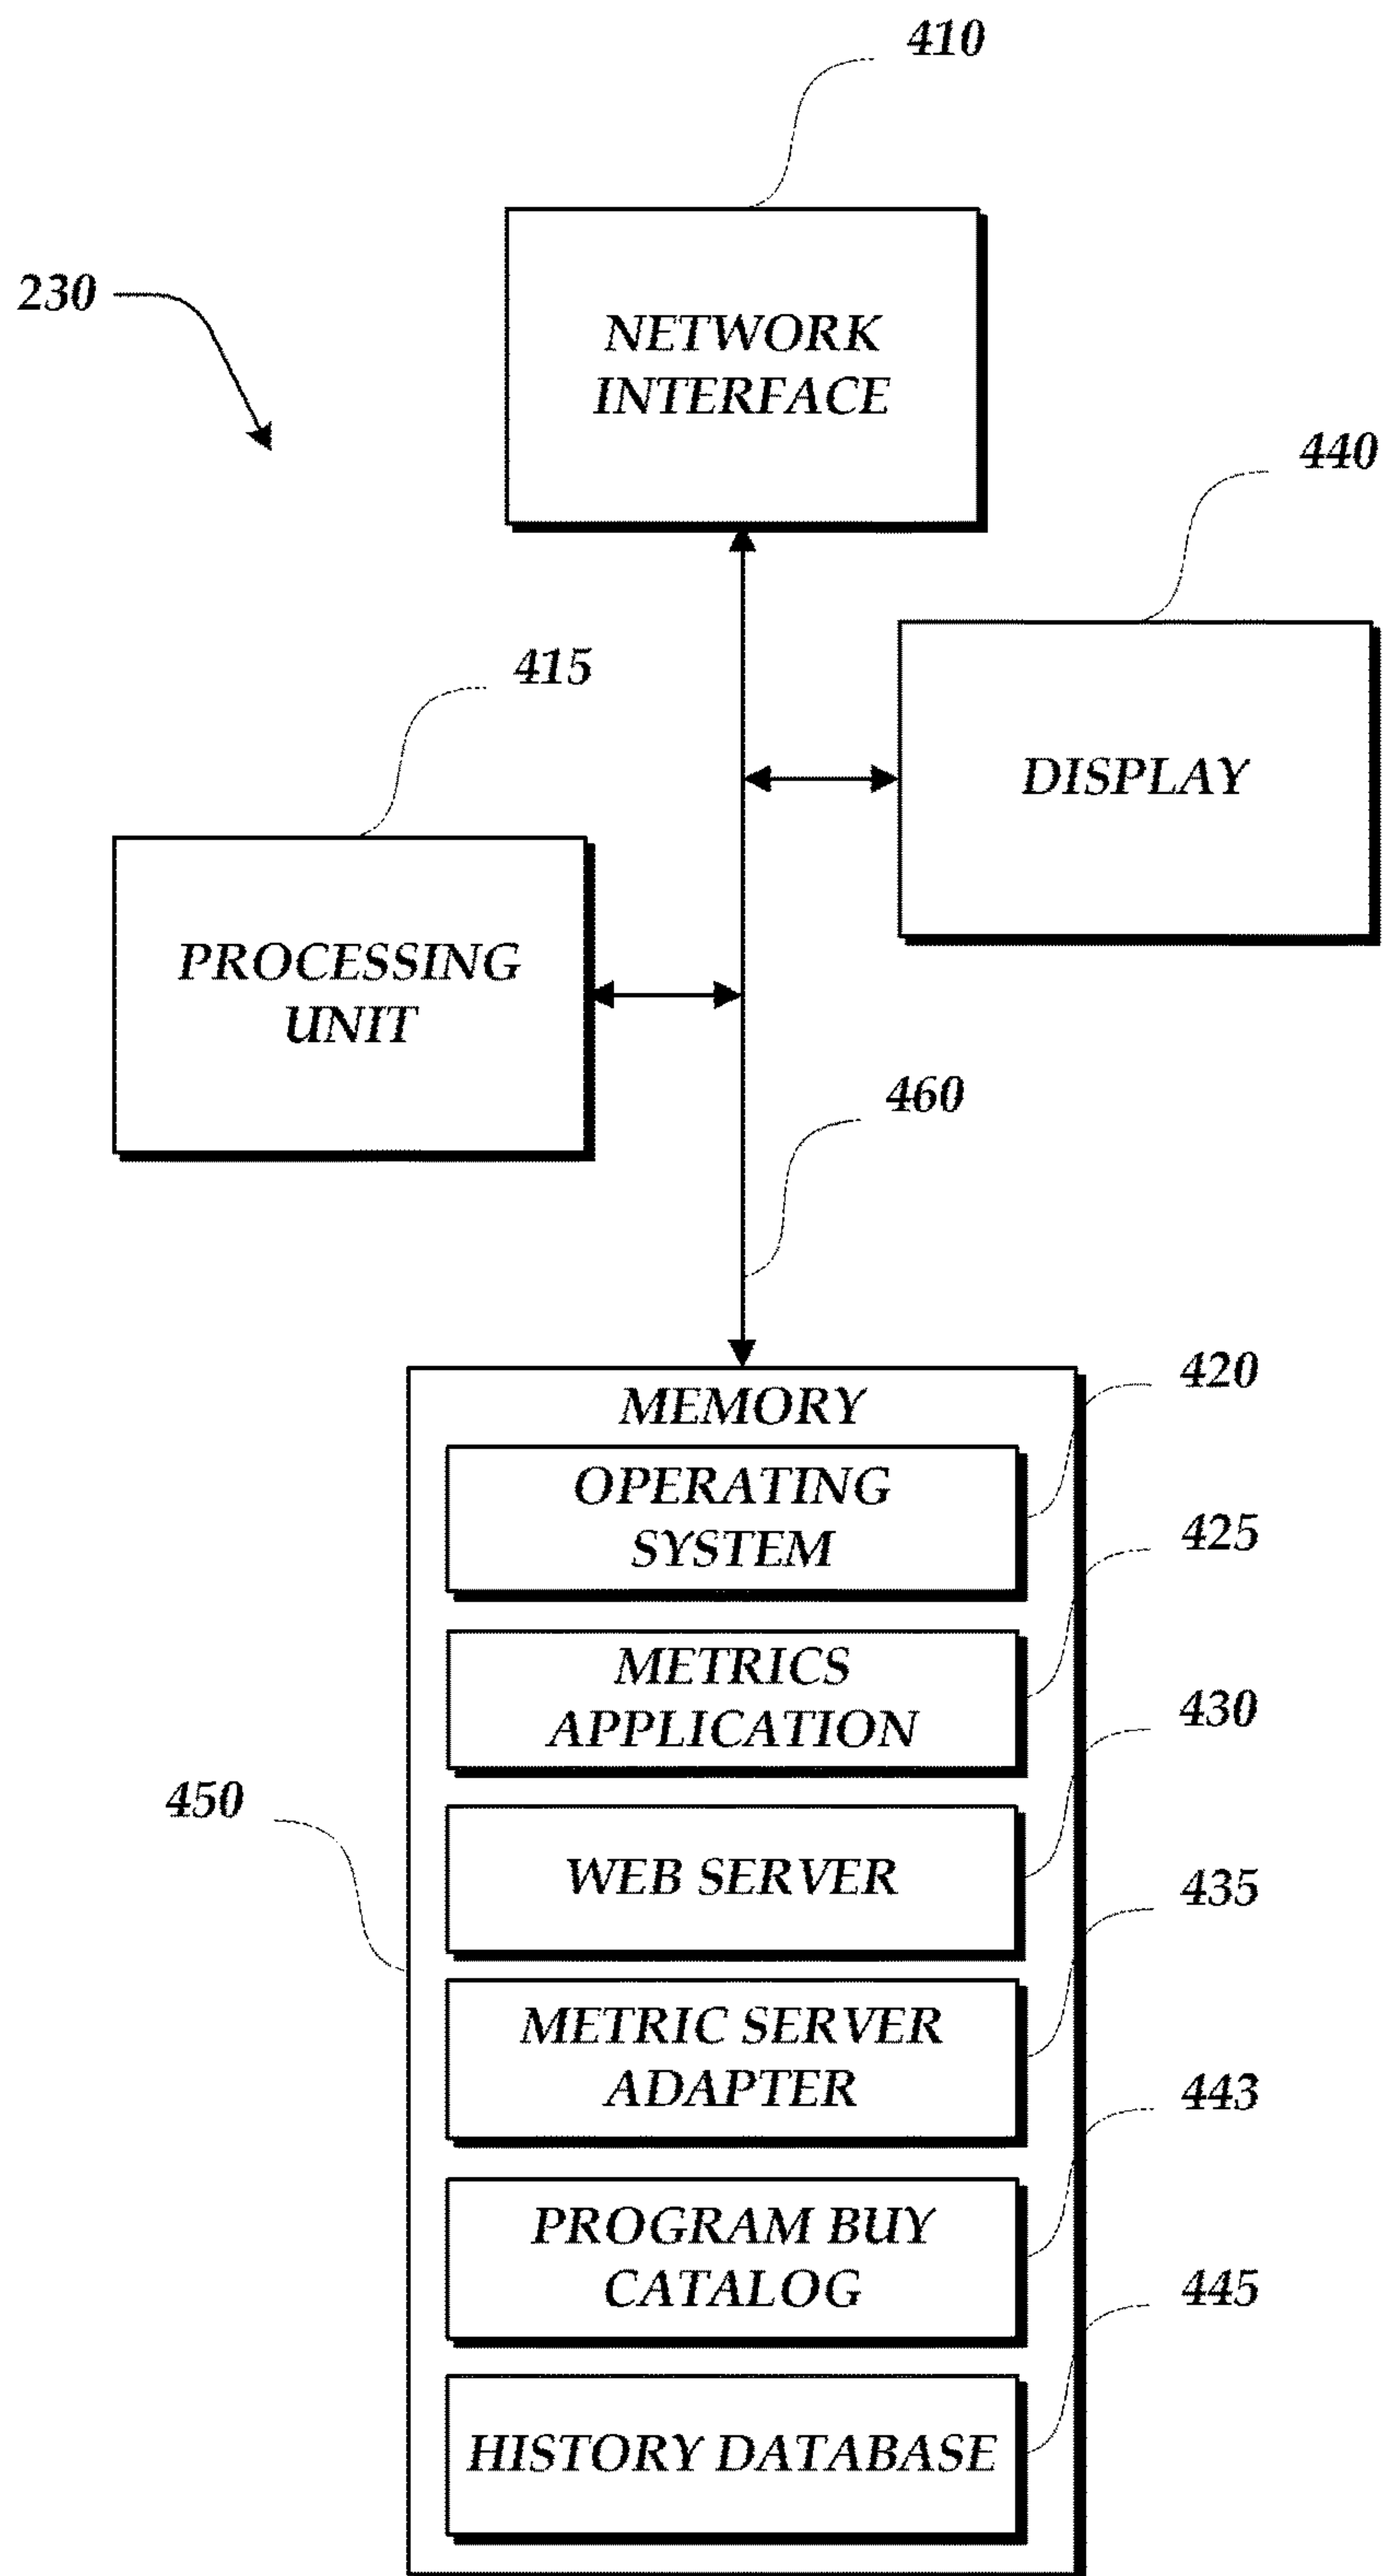 410
230
NETWORK
INTERFACE
440
415
DISPLAY
PROCESSING
UNIT
460
MEMORY
420
OPERATING
SYSTEM
425
METRICS
APPLICATION
430
450
WEB SERVER
435
METRIC SERVER
ADAPTER
443
PROGRAM BUY
CATALOG
445
HISTORY DATABASE